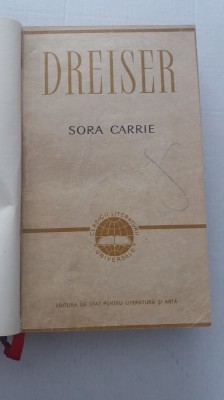 DREISER
SORA CARRIE
CLASICII LITERATURII
UNIVERSALE
EDITURA DE STAT PENTRU LITERATURĂ ȘI ARTĂ